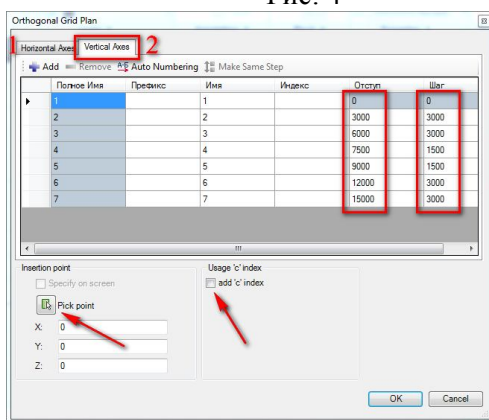 Рис. 4
Orthogonal Grid Plan
1 Horizontal Axes Vertical Axes 2
Add Remove Auto Numbering Make Same Step
Полное Имя Префикс Имя Индекс Отступ Шаг
1 1 0 0
2 2 3000 3000
3 3 6000 3000
4 4 7500 1500
5 5 9000 1500
6 6 12000 3000
7 7 15000 3000
Insertion point Usage 'c' index
Specify on screen add 'c' index
Pick point
X: 0
Y: 0
Z: 0
OK Cancel